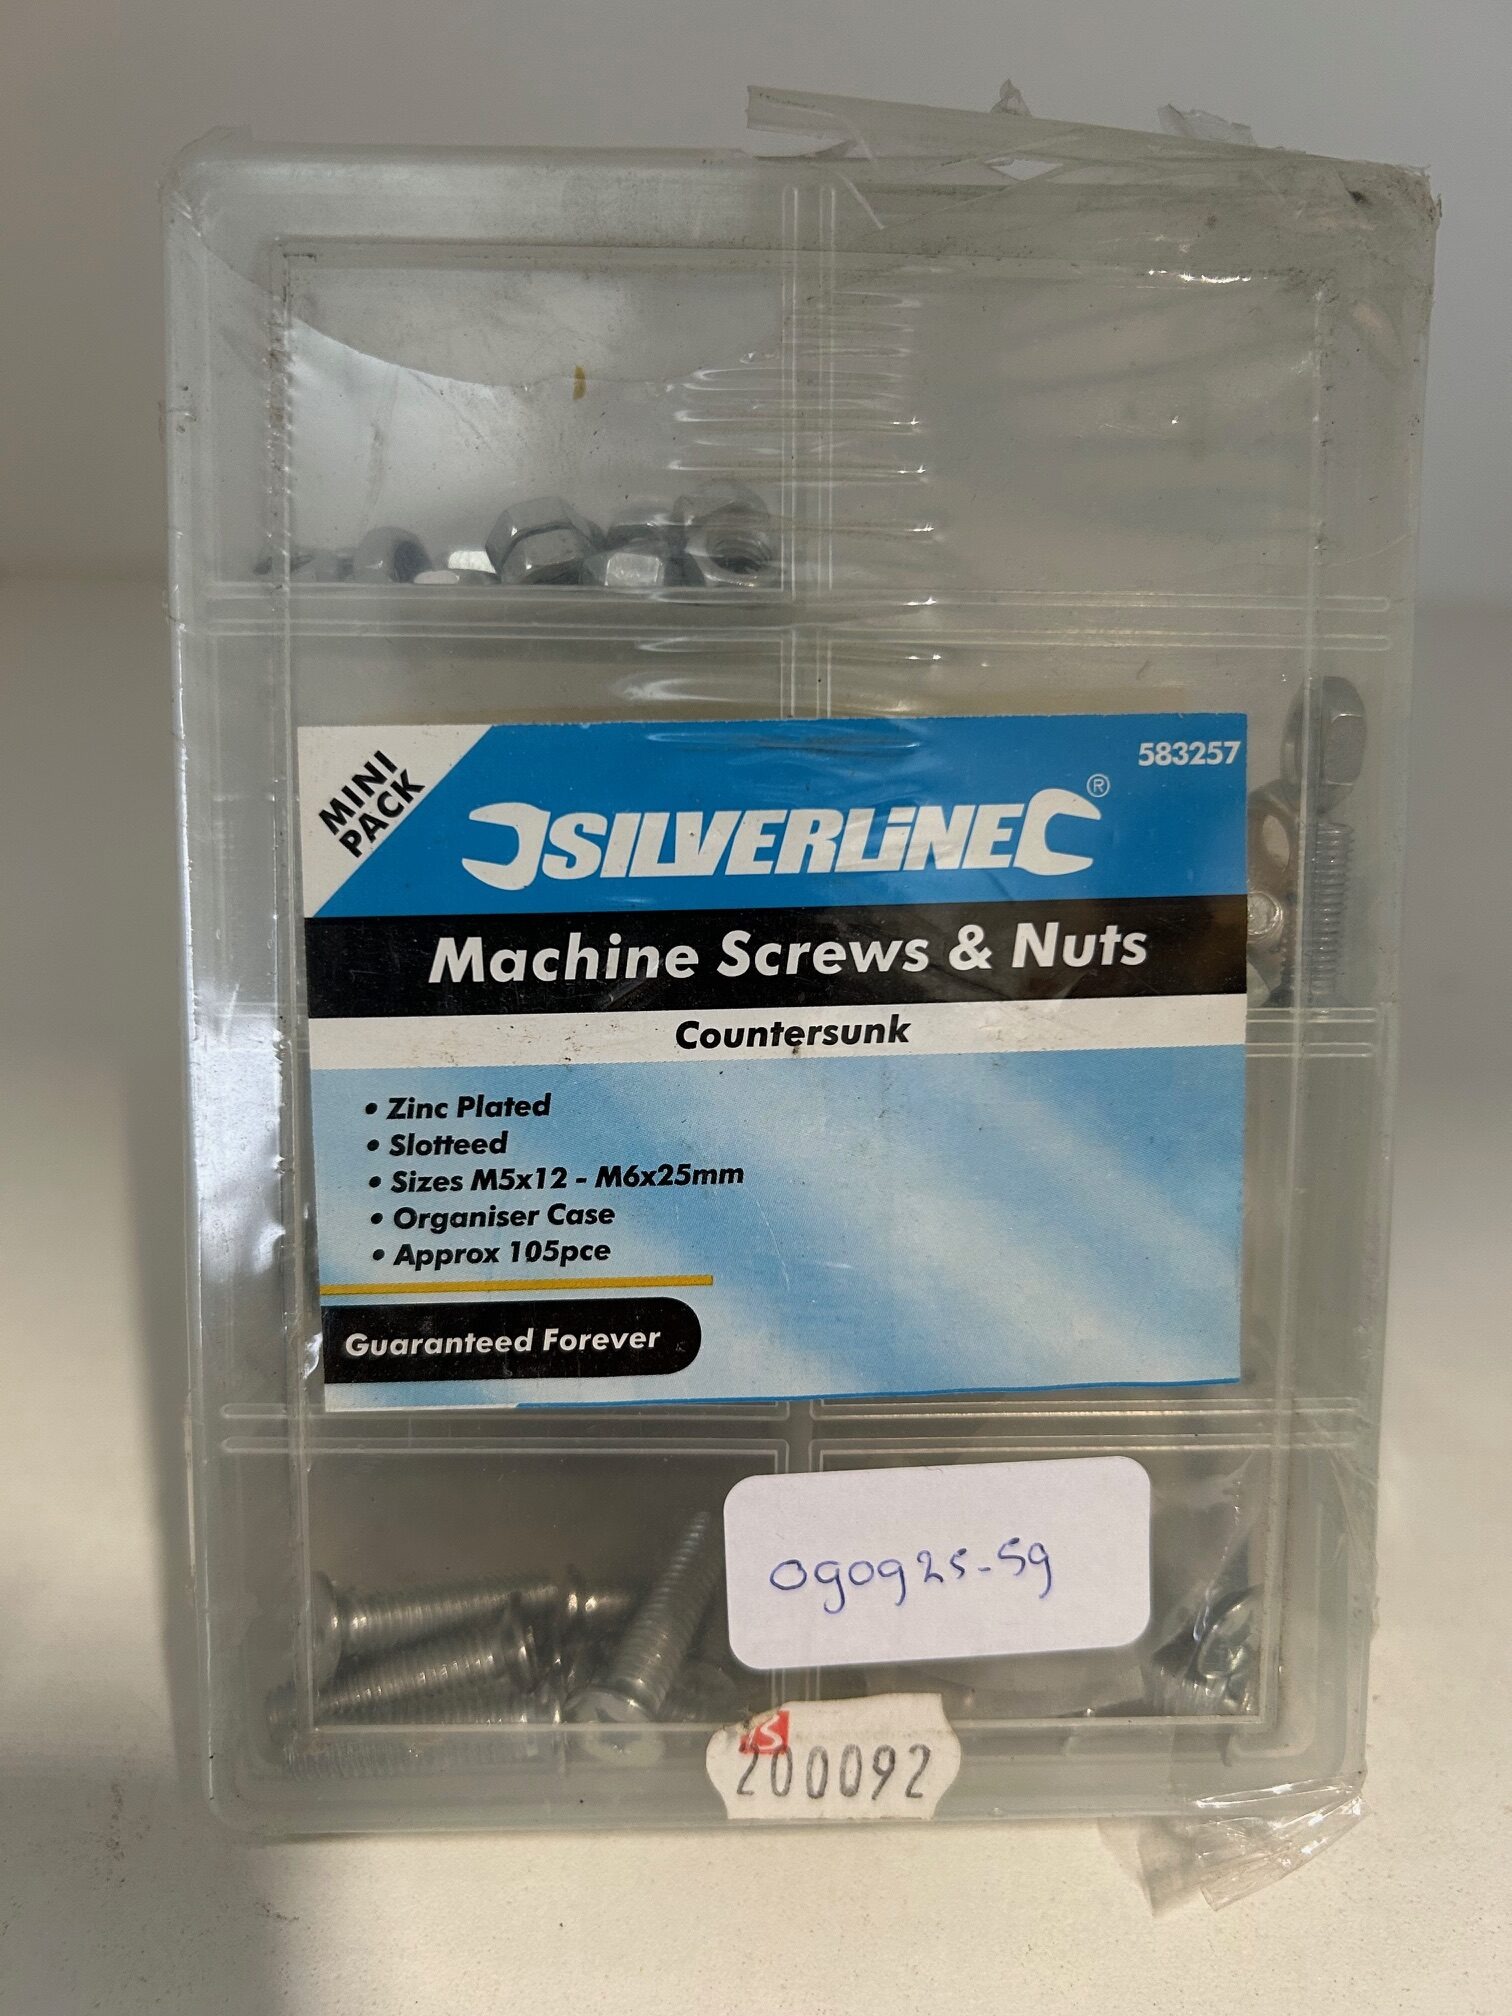 MINI
PACK
583257
SILVERLINE®
Machine Screws & Nuts
Countersunk
• Zinc Plated
• Slotteed
• Sizes M5x12 - M6x25mm
• Organiser Case
• Approx 105pce
Guaranteed Forever
090925-59
200092